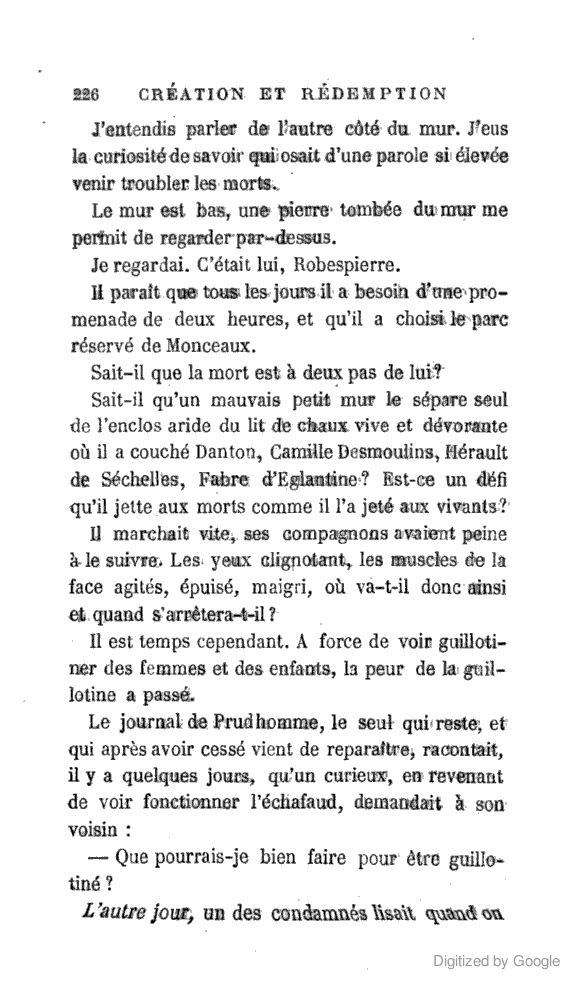 226 CRÉATION ET RÉDEMPTION
J'entendis parler de l'autre côté du mur. J'eus
la curiosité de savoir qui osait d'une parole si élevée
venir troubler les morts.
Le mur est bas, une pierre tombée du mur me
permit de regarder par-dessus.
Je regardai. C'était lui, Robespierre.
Il paraît que tous les jours il a besoin d'une pro-
menade de deux heures, et qu'il a choisi le parc
réservé de Monceaux.
Sait-il que la mort est à deux pas de lui?
Sait-il qu'un mauvais petit mur le sépare seul
de l'enclos aride du lit de chaux vive et dévorante
où il a couché Danton, Camille Desmoulins, Hérault
de Séchelles, Fabre d'Eglantine? Est-ce un défi
qu'il jette aux morts comme il l'a jeté aux vivants?
Il marchait vite, ses compagnons avaient peine
à le suivre. Les yeux clignotant, les muscles de la
face agités, épuisé, maigri, où va-t-il donc ainsi
et quand s'arrêtera-t-il?
Il est temps cependant. A force de voir guilloti-
ner des femmes et des enfants, la peur de la guil-
lotine a passé.
Le journal de Prudhomme, le seul qui reste, et
qui après avoir cessé vient de reparaître, racontait,
il y a quelques jours, qu'un curieux, en revenant
de voir fonctionner l'échafaud, demandait à son
voisin :
— Que pourrais-je bien faire pour être guillo-
tiné ?
L'autre jour, un des condamnés lisait quand on
Digitized by Google